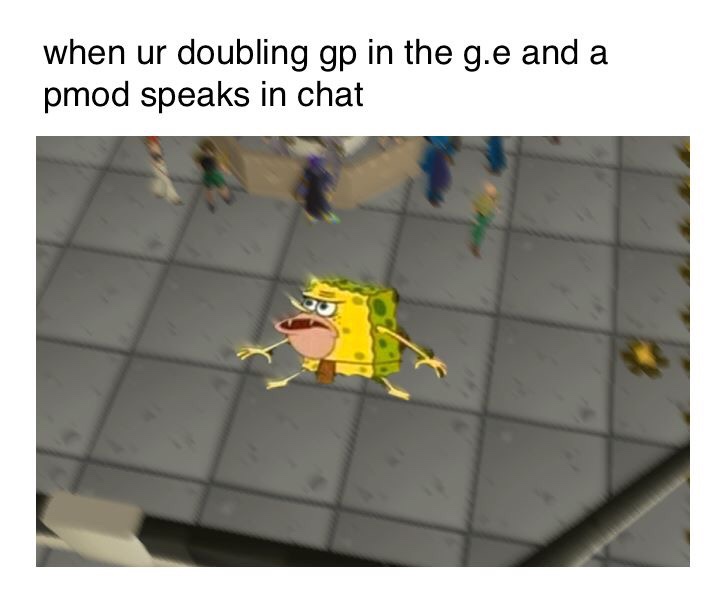 when ur doubling gp in the g.e and a
pmod speaks in chat